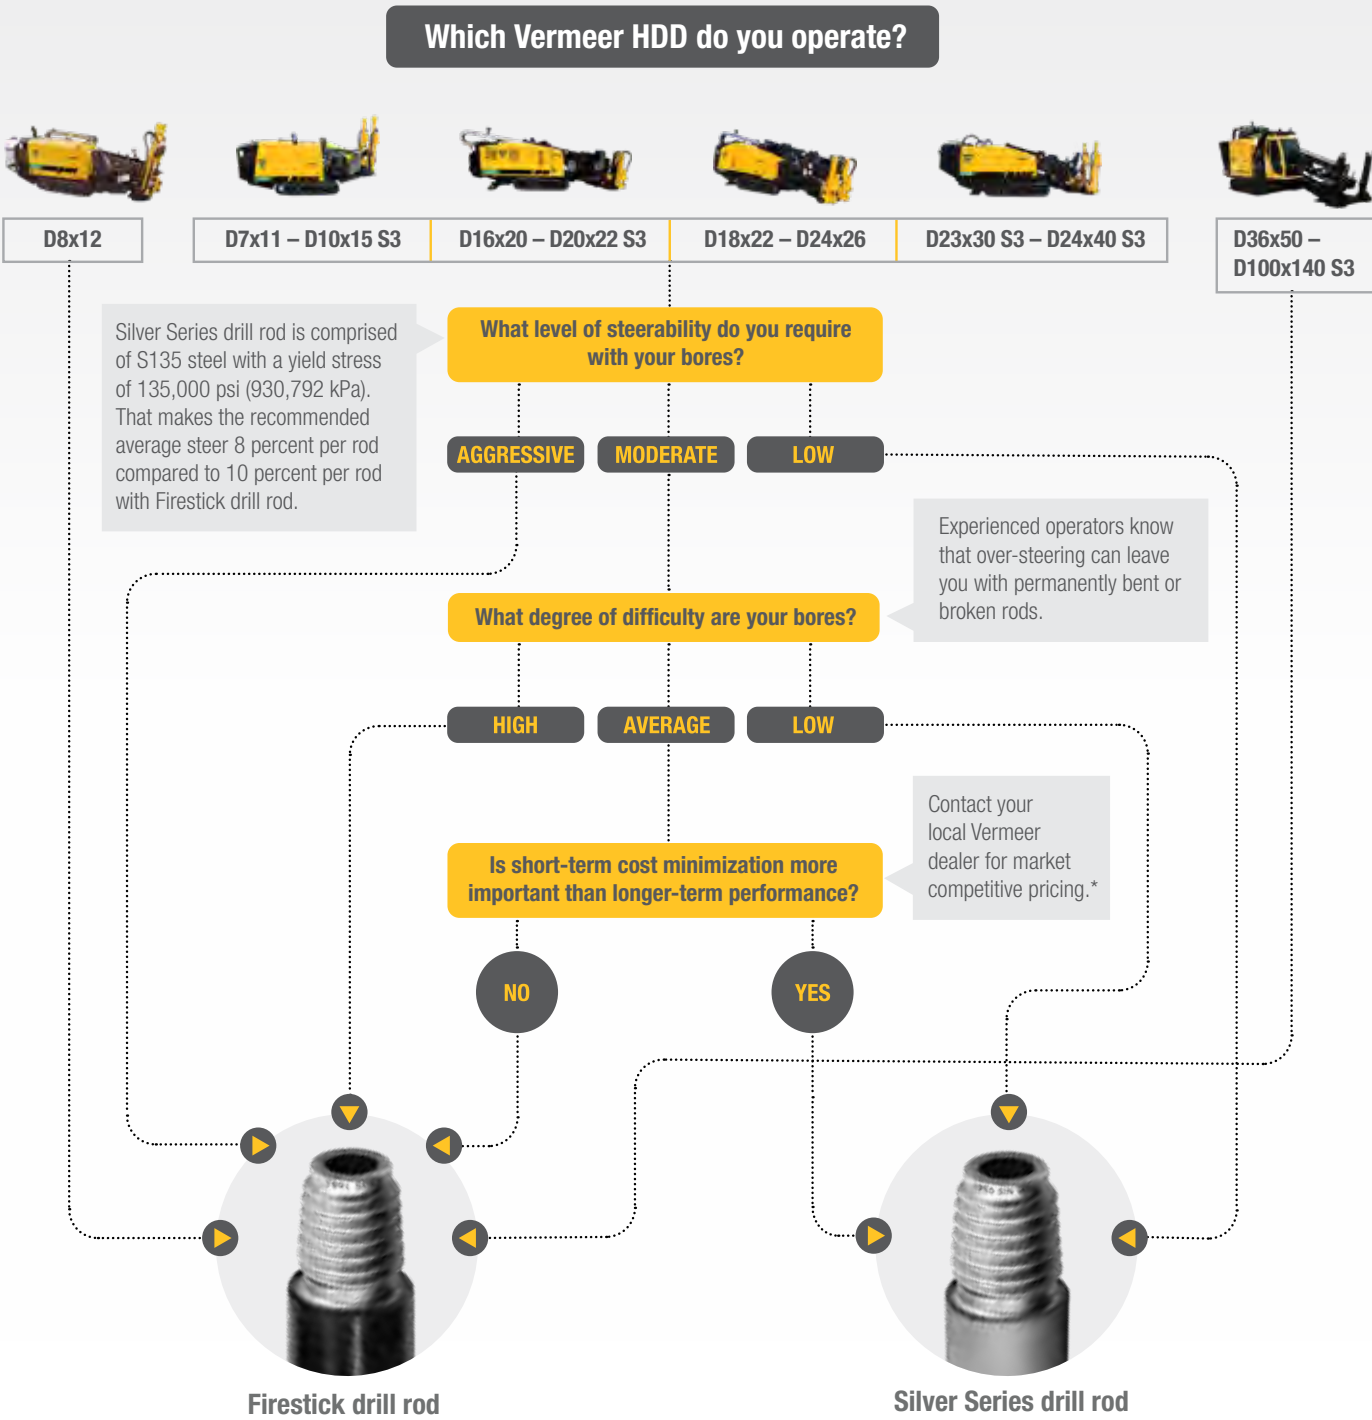 Which Vermeer HDD do you operate?
D8x12
D7x11 – D10x15 S3
D16x20 – D20x22 S3
D18x22 – D24x26
D23x30 S3 – D24x40 S3
D36x50 –
D100x140 S3
Silver Series drill rod is comprised
of S135 steel with a yield stress
of 135,000 psi (930,792 kPa).
That makes the recommended
average steer 8 percent per rod
compared to 10 percent per rod
with Firestick drill rod.
What level of steerability do you require
with your bores?
AGGRESSIVE
MODERATE
LOW
Experienced operators know
that over-steering can leave
you with permanently bent or
broken rods.
What degree of difficulty are your bores?
HIGH
AVERAGE
LOW
Contact your
local Vermeer
dealer for market
competitive pricing.*
Is short-term cost minimization more
important than longer-term performance?
NO
YES
Firestick drill rod
Silver Series drill rod